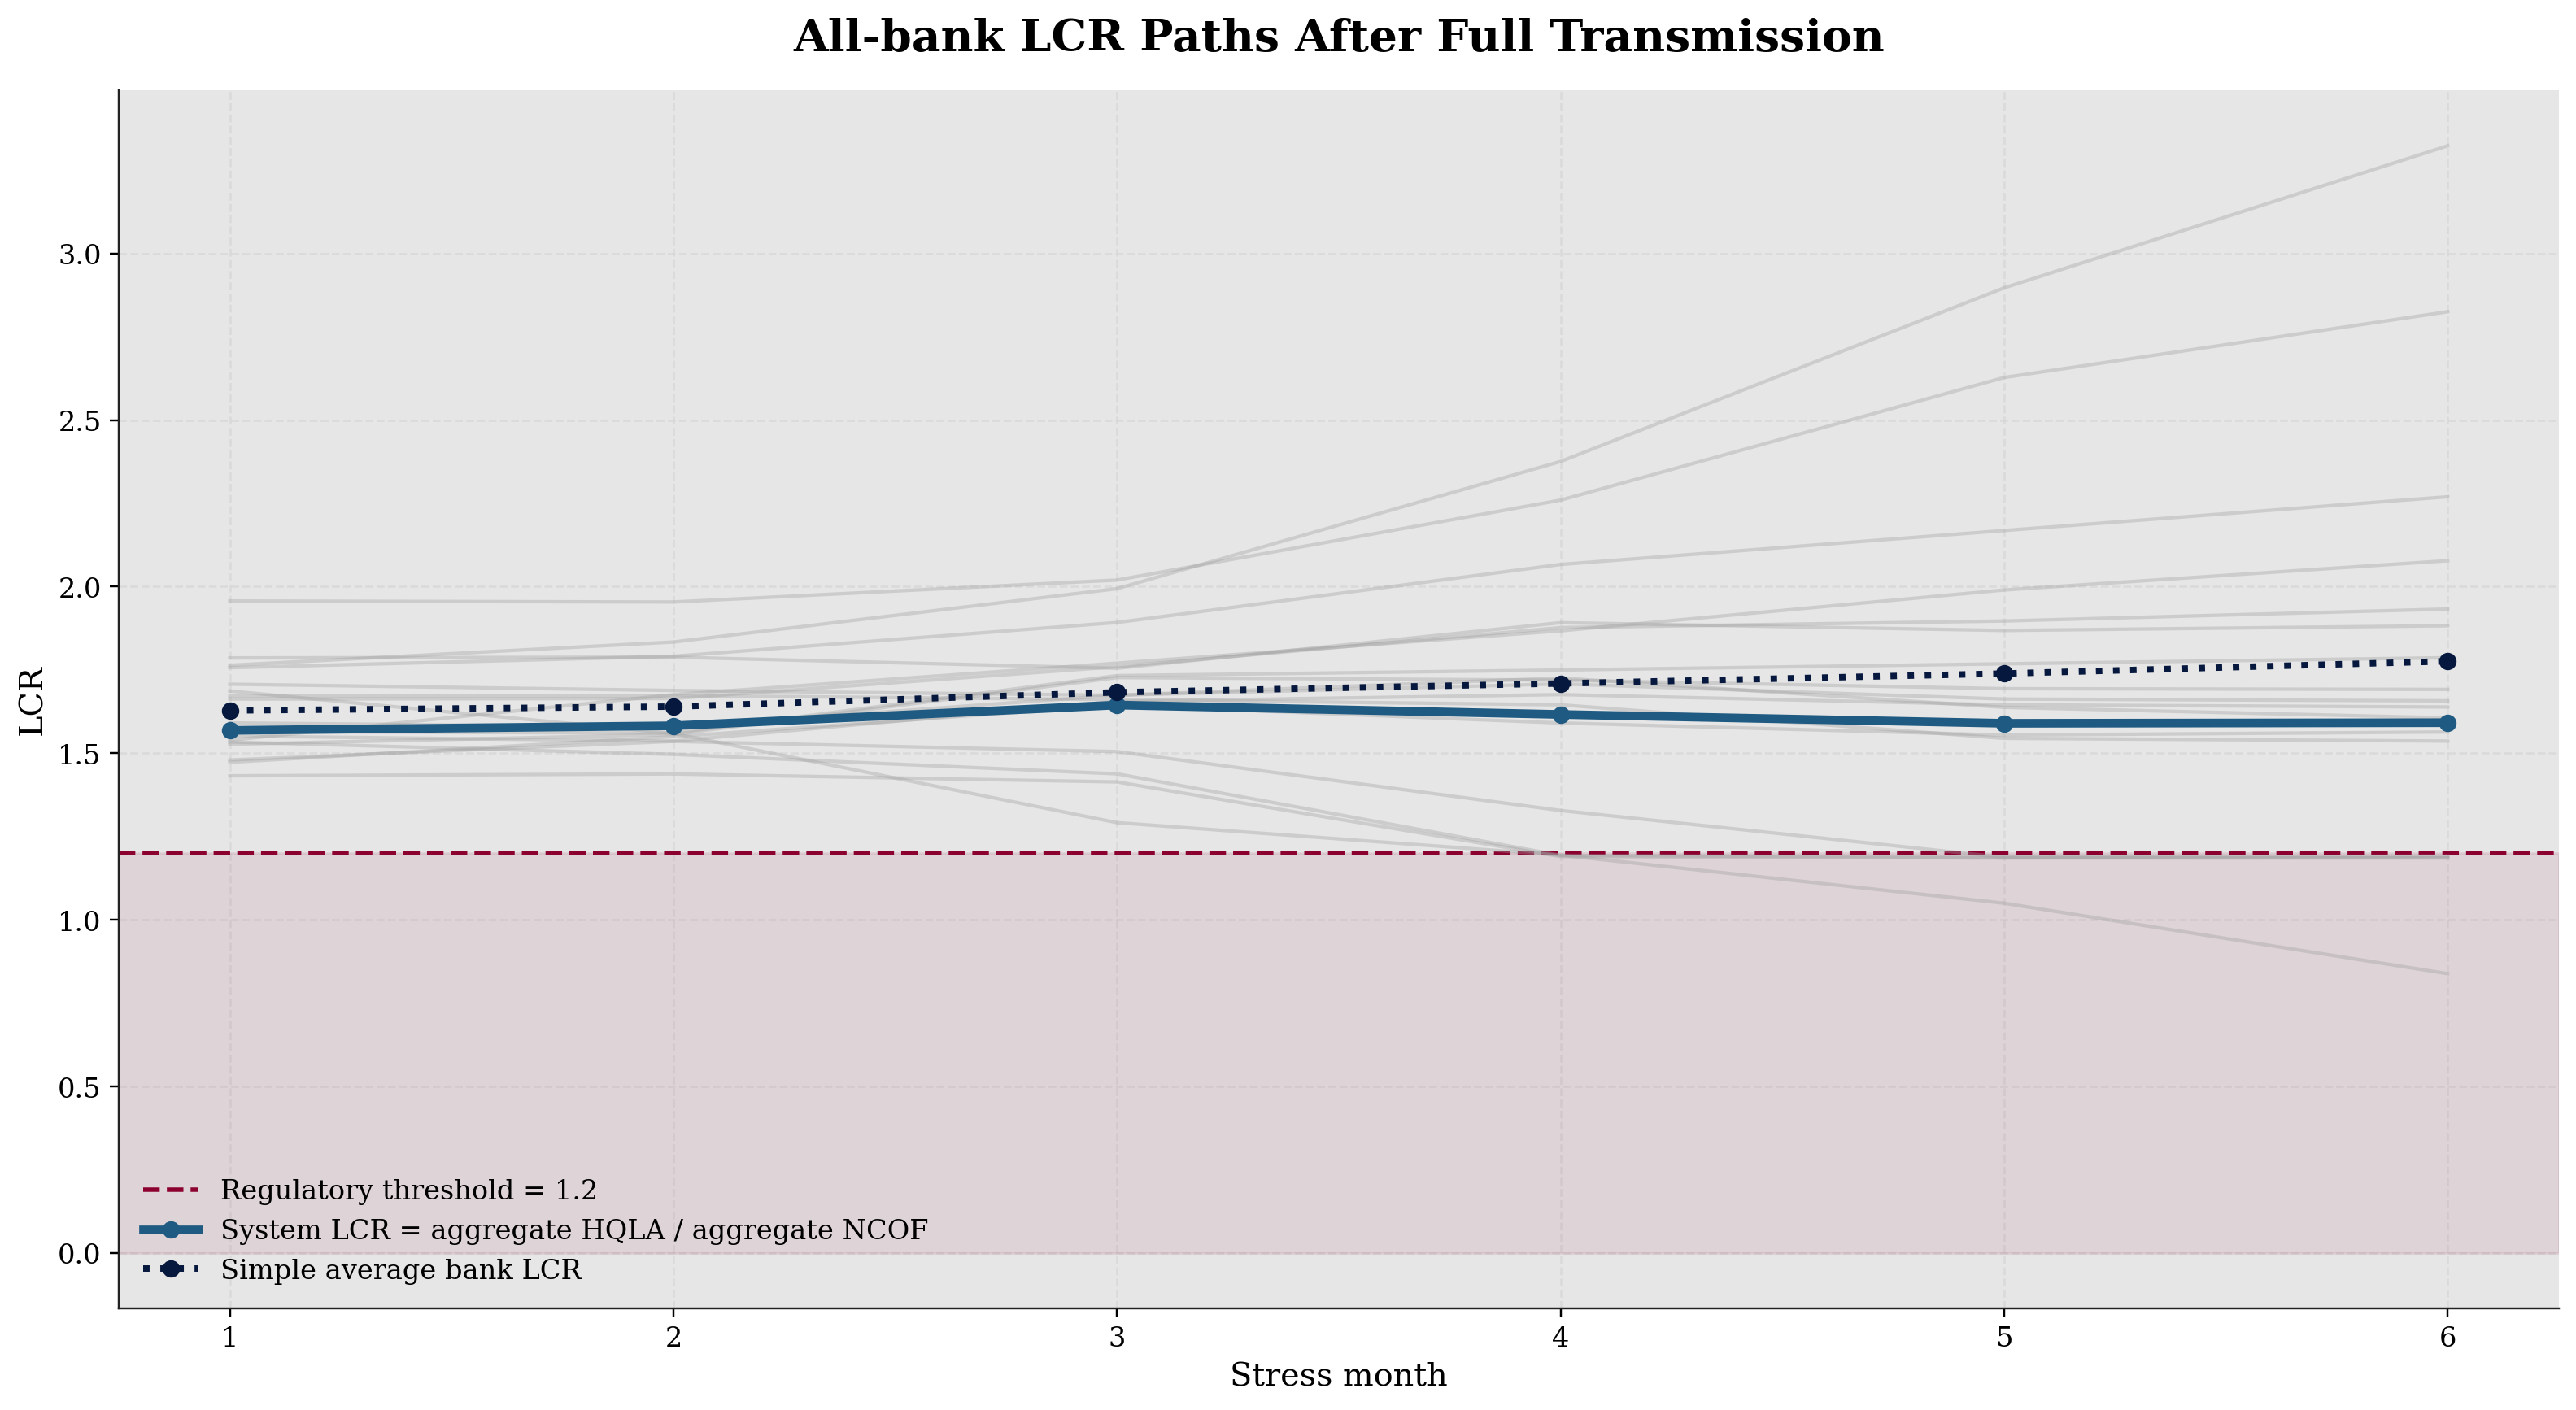 All-bank LCR Paths After Full Transmission
LCR
3.0
2.5
2.0
1.5
1.0
0.5
0.0
Regulatory threshold = 1.2
System LCR = aggregate HQLA / aggregate NCOF
Simple average bank LCR
1 2 3 4 5 6
Stress month